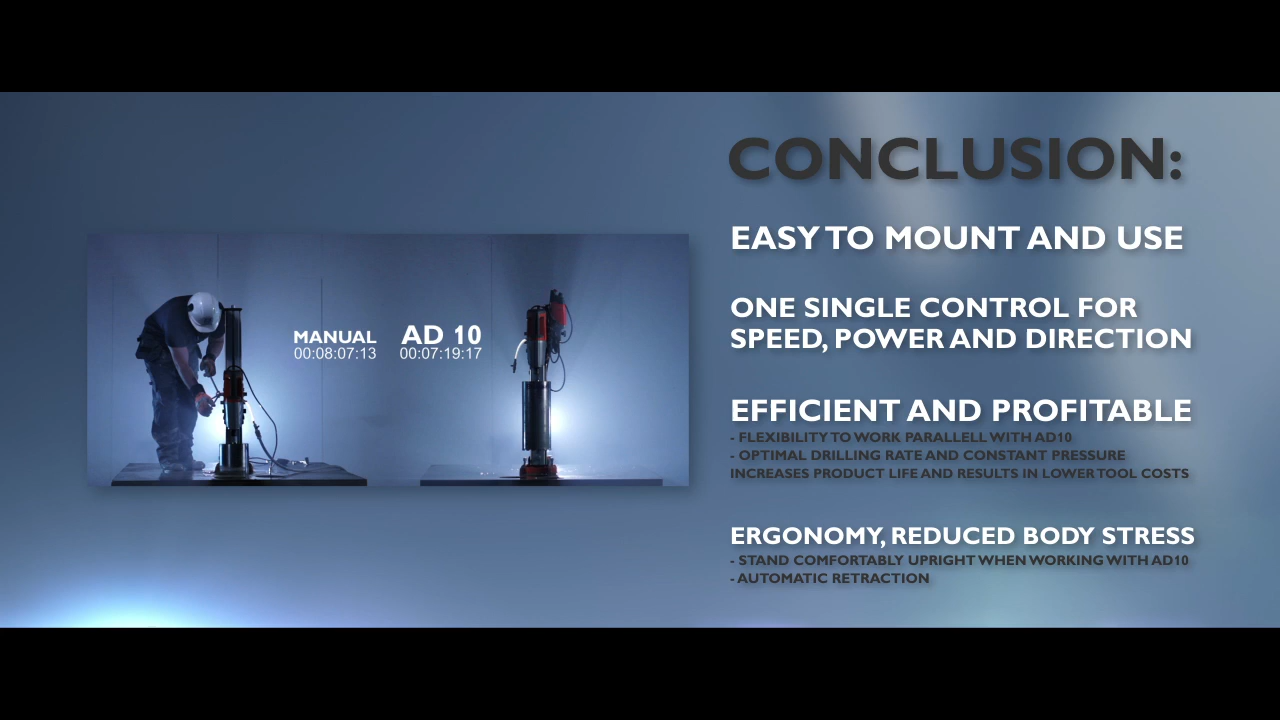 CONCLUSION:
EASY TO MOUNT AND USE
ONE SINGLE CONTROL FOR
SPEED, POWER AND DIRECTION
EFFICIENT AND PROFITABLE
- FLEXIBILITY TO WORK PARALLELL WITH AD10
- OPTIMAL DRILLING RATE AND CONSTANT PRESSURE
INCREASES PRODUCT LIFE AND RESULTS IN LOWER TOOL COSTS
ERGONOMY, REDUCED BODY STRESS
- STAND COMFORTABLY UPRIGHT WHEN WORKING WITH AD10
- AUTOMATIC RETRACTION
MANUAL
00:08:07:13
AD 10
00:07:19:17